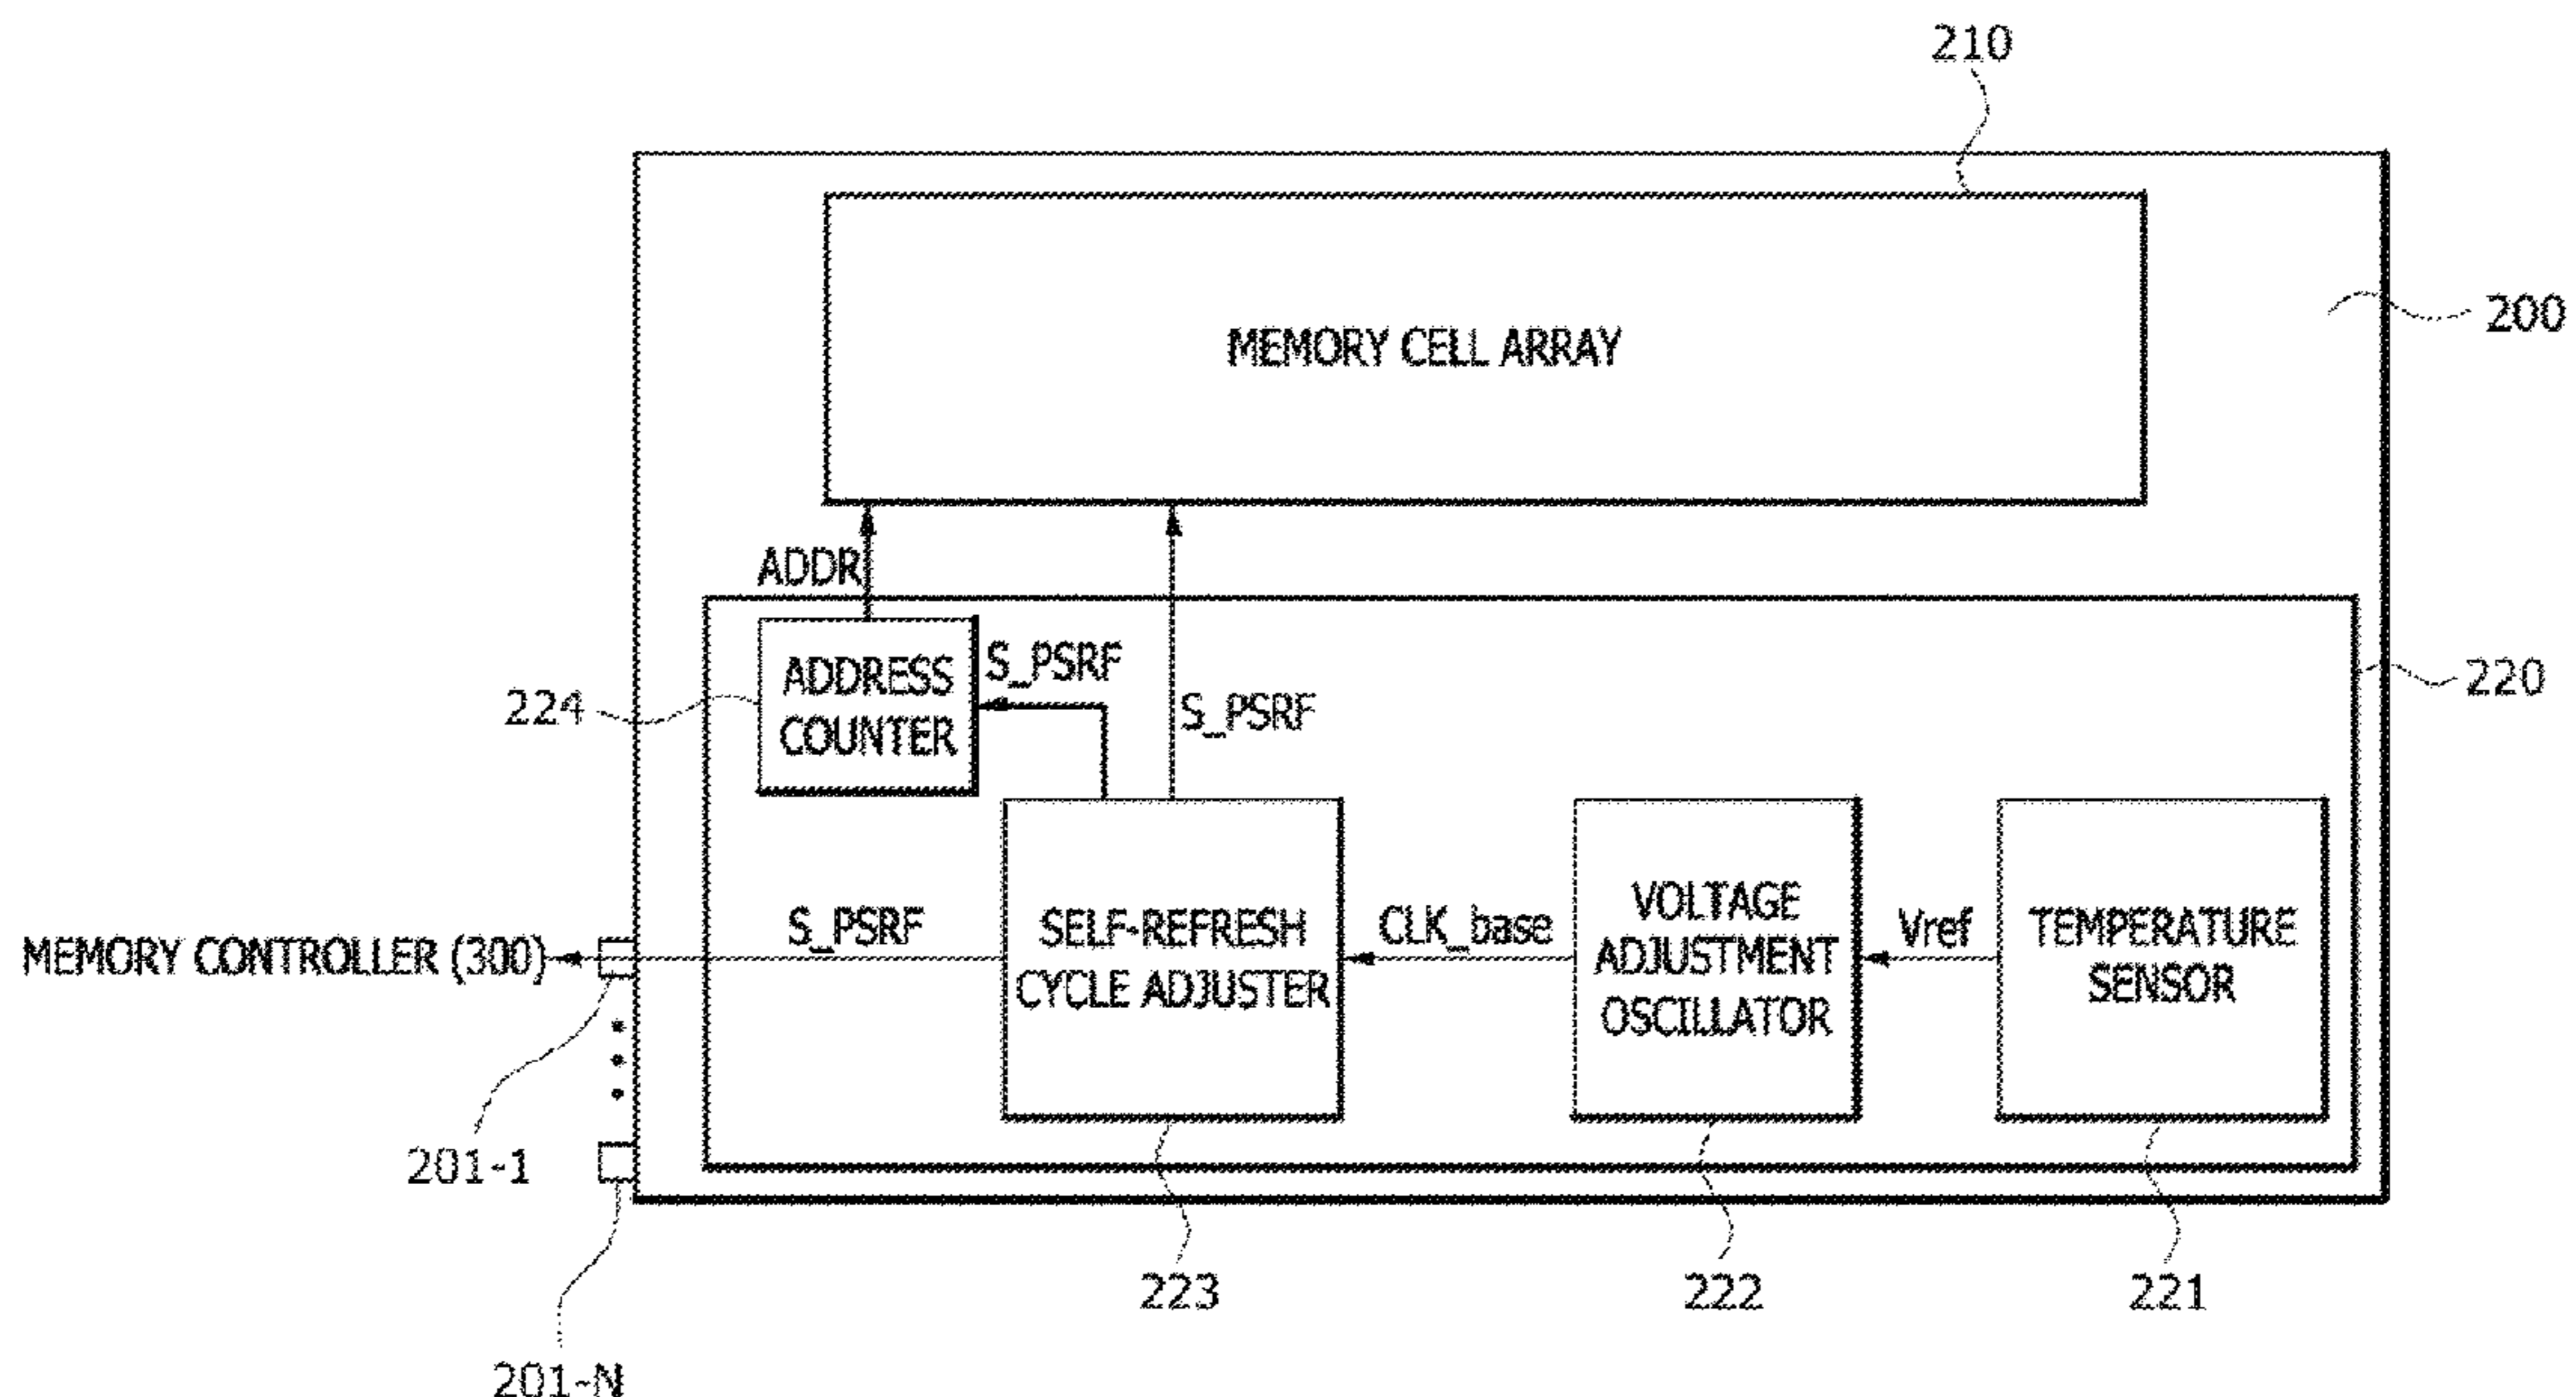 210
MEMORY CELL ARRAY
200
ADDR
ADDRESS
COUNTER
S_PSRF
S_PSRF
224
220
MEMORY CONTROLLER (300)
S_PSRF
SELF-REFRESH
CYCLE ADJUSTER
CLK_base
VOLTAGE
ADJUSTMENT
OSCILLATOR
Vref
TEMPERATURE
SENSOR
201-1
201-N
223
222
221